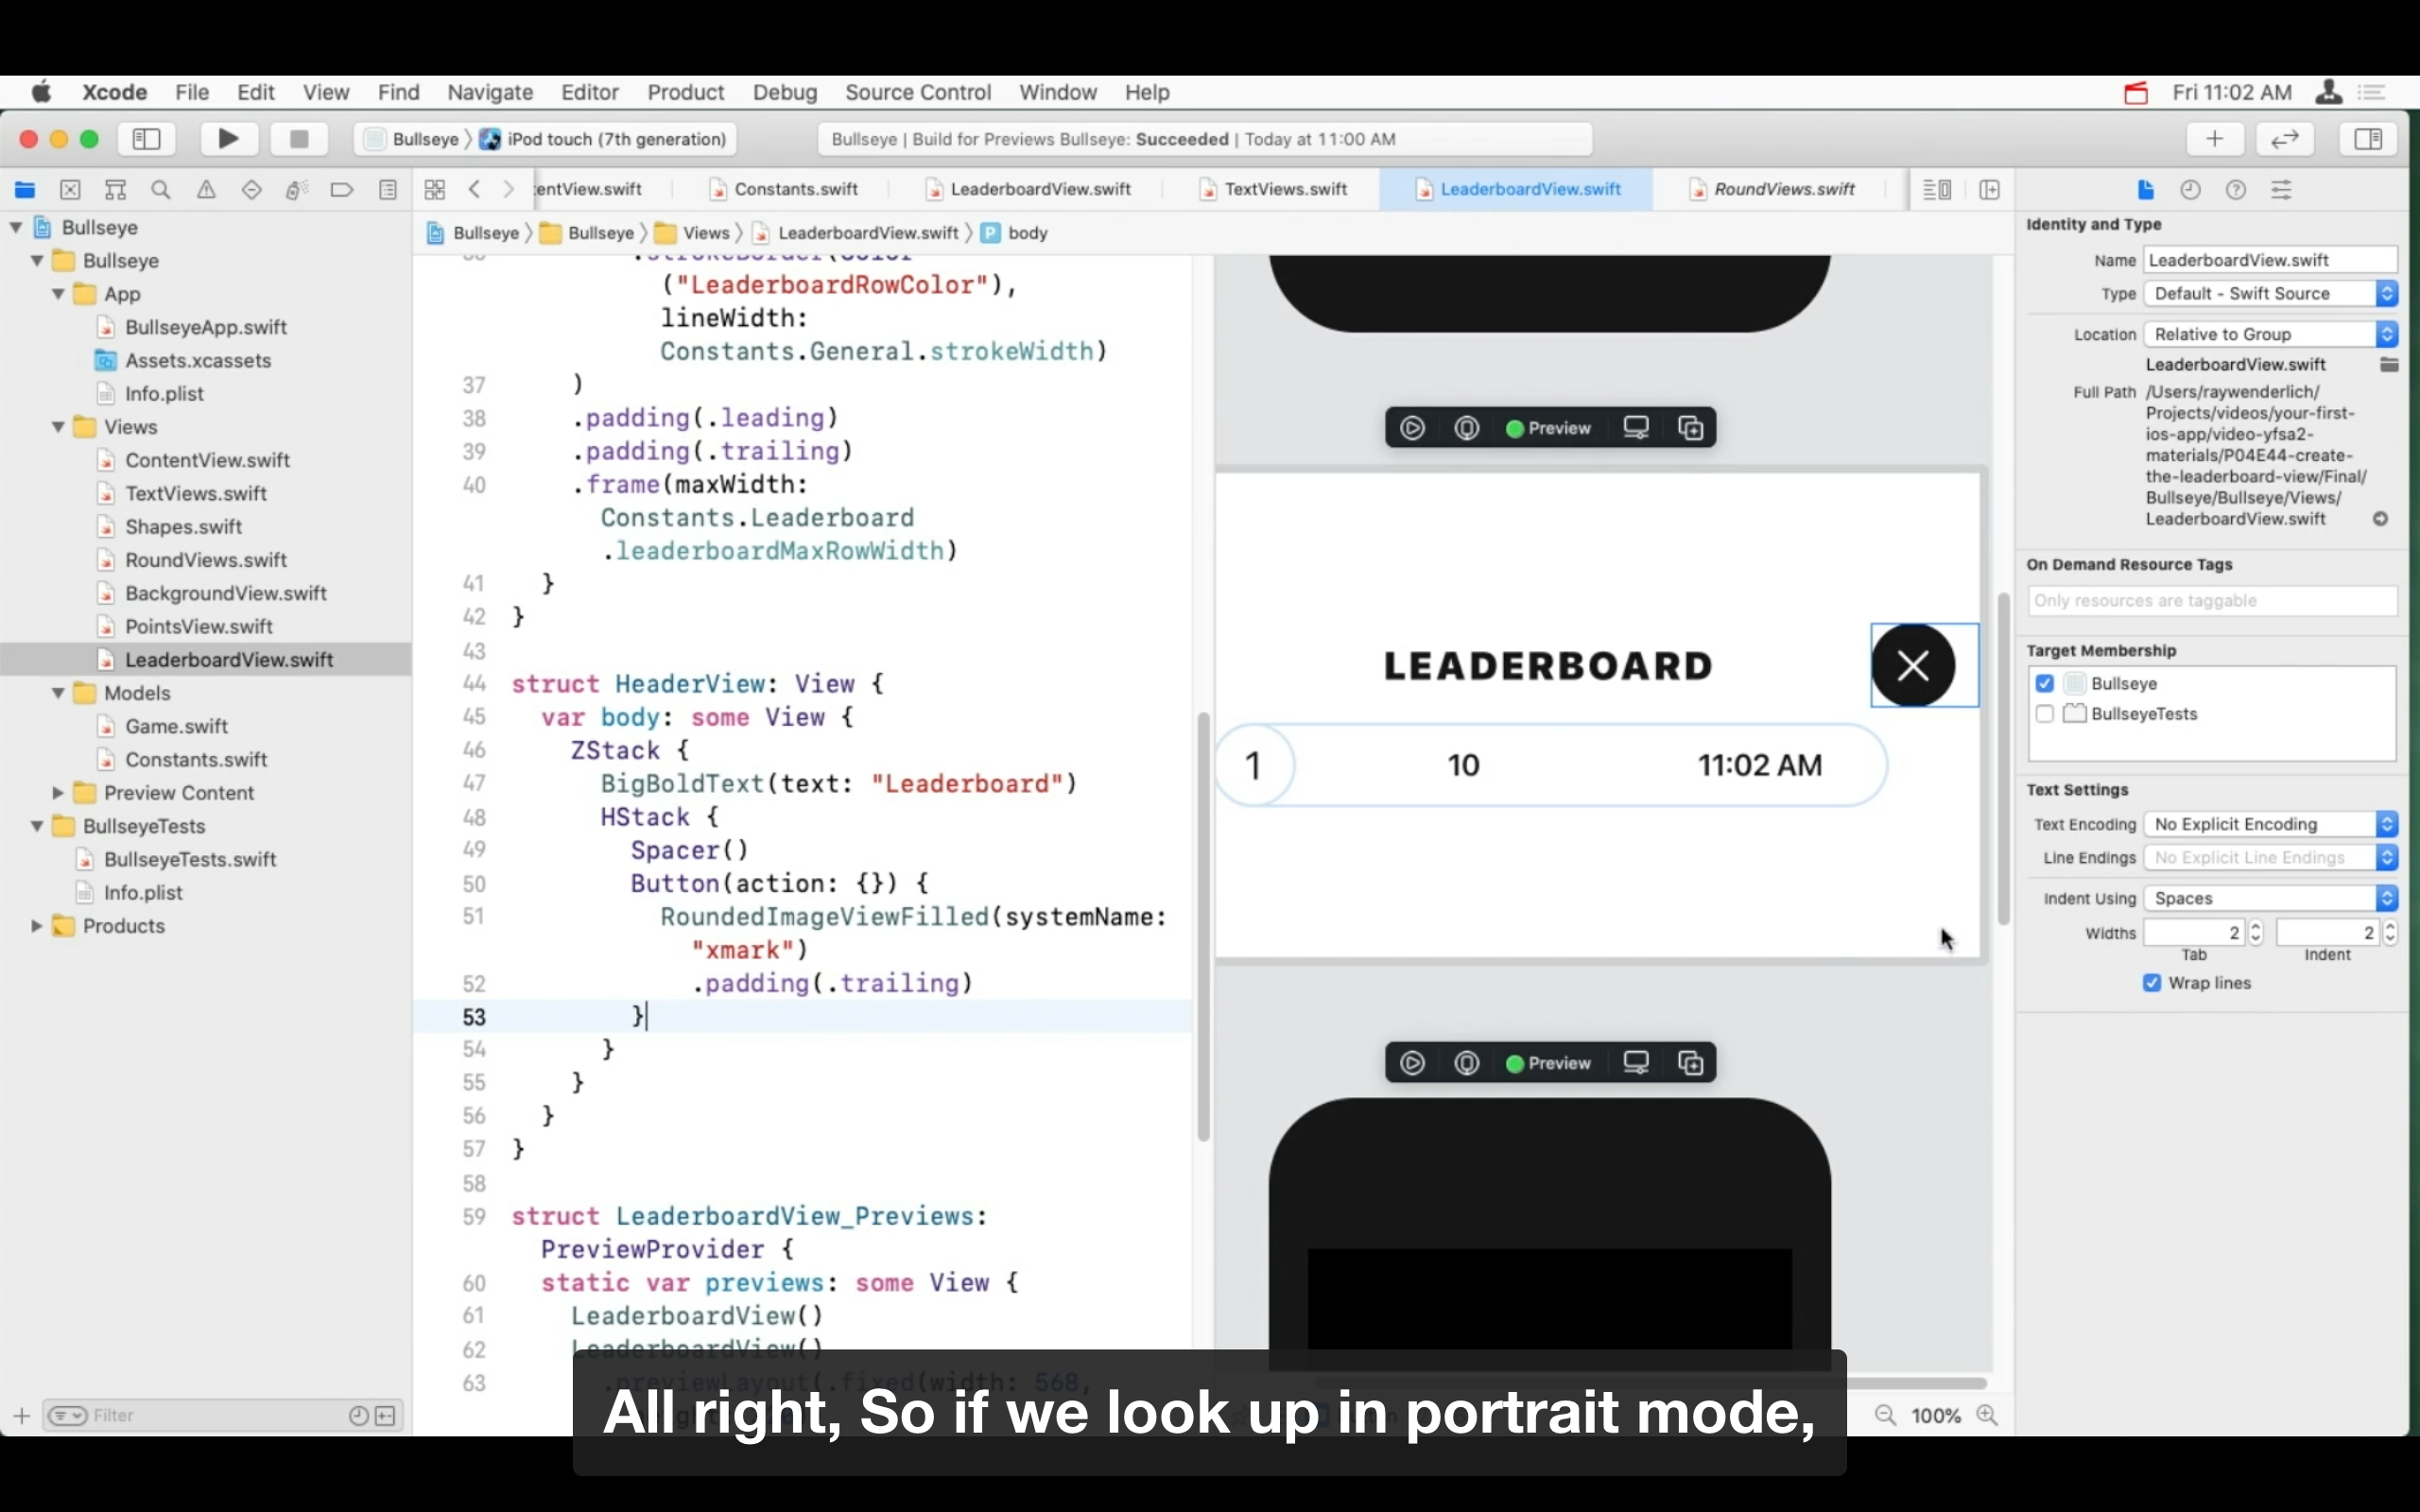 Xcode File Edit View Find Navigate Editor Product Debug Source Control Window Help Fri 11:02 AM
Bullseye iPod touch (7th generation) Bullseye | Build for Previews Bullseye: Succeeded | Today at 11:00 AM
entView.swift Constants.swift LeaderboardView.swift TextViews.swift LeaderboardView.swift RoundViews.swift
Bullseye Bullseye Views LeaderboardView.swift P body
Bullseye
Bullseye
App
BullseyeApp.swift
Assets.xcassets
Info.plist
Views
ContentView.swift
TextViews.swift
Shapes.swift
RoundViews.swift
BackgroundView.swift
PointsView.swift
LeaderboardView.swift
Models
Game.swift
Constants.swift
Preview Content
BullseyeTests
BullseyeTests.swift
Info.plist
Products
Filter
36 .strokeBorder(Color
("LeaderboardRowColor"),
lineWidth:
Constants.General.strokeWidth)
37 )
38 .padding(.leading)
39 .padding(.trailing)
40 .frame(maxWidth:
Constants.Leaderboard
.leaderboardMaxRowWidth)
41 }
42 }
43
44 struct HeaderView: View {
45 var body: some View {
46 ZStack {
47 BigBoldText(text: "Leaderboard")
48 HStack {
49 Spacer()
50 Button(action: {}) {
51 RoundedImageViewFilled(systemName:
"xmark")
52 .padding(.trailing)
53 }
54 }
55 }
56 }
57 }
58
59 struct LeaderboardView_Previews:
PreviewProvider {
60 static var previews: some View {
61 LeaderboardView()
62 LeaderboardView()
63 .previewLayout(.fixed(width: 568,
Preview
LEADERBOARD
1 10 11:02 AM
Preview
100%
Identity and Type
Name LeaderboardView.swift
Type Default - Swift Source
Location Relative to Group
LeaderboardView.swift
Full Path /Users/raywenderlich/
Projects/videos/your-first-
ios-app/video-yfsa2-
materials/P04E44-create-
the-leaderboard-view/Final/
Bullseye/Bullseye/Views/
LeaderboardView.swift
On Demand Resource Tags
Only resources are taggable
Target Membership
Bullseye
BullseyeTests
Text Settings
Text Encoding No Explicit Encoding
Line Endings No Explicit Line Endings
Indent Using Spaces
Widths 2 2
Tab Indent
Wrap lines
All right, So if we look up in portrait mode,